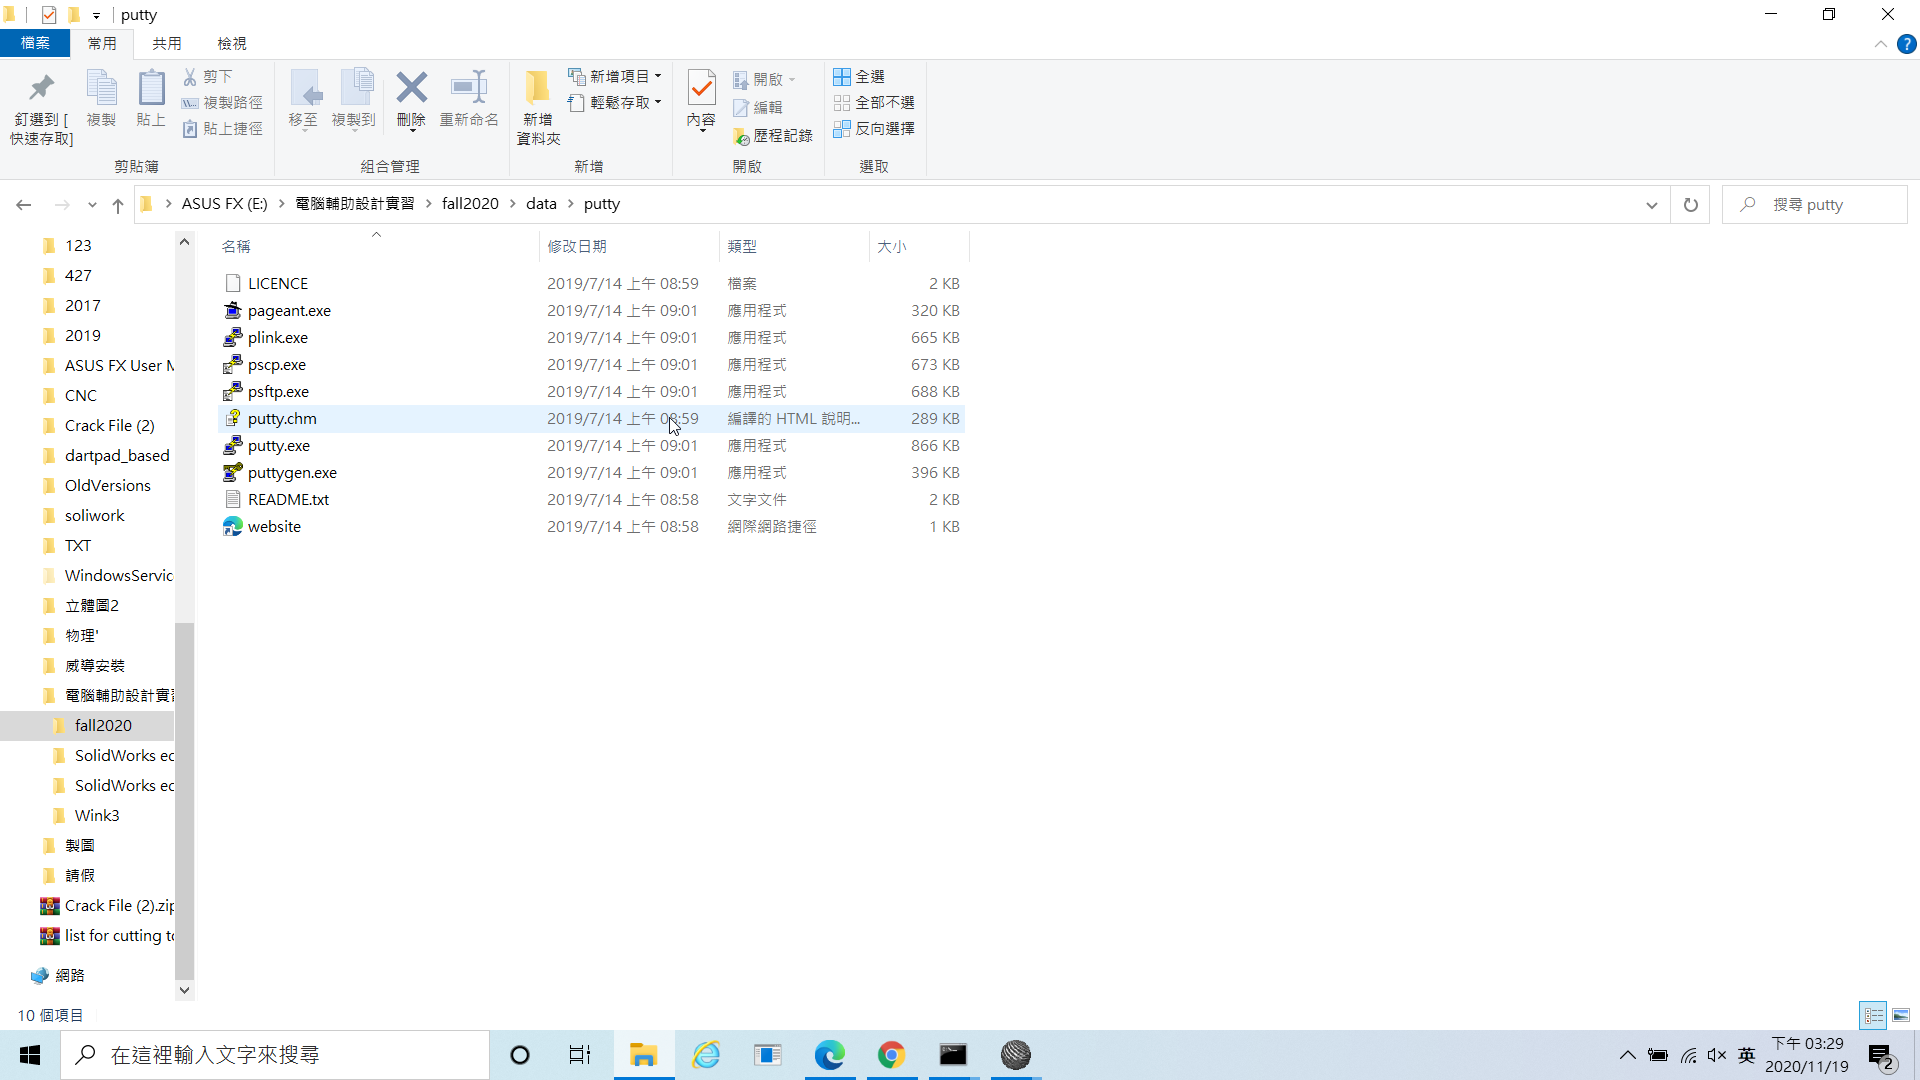 putty
檔案 常用 共用 檢視
釘選到 [快速存取]
複製
貼上
剪下
複製路徑
貼上捷徑
剪貼簿
移至
複製到
刪除
重新命名
組合管理
新增資料夾
新增項目
輕鬆存取
新增
內容
開啟
編輯
歷程記錄
開啟
全選
全部不選
反向選擇
選取
ASUS FX (E:) 電腦輔助設計實習 fall2020 data putty
搜尋 putty
123
427
2017
2019
ASUS FX User M
CNC
Crack File (2)
dartpad_based
OldVersions
soliwork
TXT
WindowsServic
立體圖2
物理'
威導安裝
電腦輔助設計實習
fall2020
SolidWorks ec
SolidWorks ec
Wink3
製圖
請假
Crack File (2).zip
list for cutting to
網路
名稱 修改日期 類型 大小
LICENCE 2019/7/14 上午 08:59 檔案 2 KB
pageant.exe 2019/7/14 上午 09:01 應用程式 320 KB
plink.exe 2019/7/14 上午 09:01 應用程式 665 KB
pscp.exe 2019/7/14 上午 09:01 應用程式 673 KB
psftp.exe 2019/7/14 上午 09:01 應用程式 688 KB
putty.chm 2019/7/14 上午 08:59 編譯的 HTML 說明... 289 KB
putty.exe 2019/7/14 上午 09:01 應用程式 866 KB
puttygen.exe 2019/7/14 上午 09:01 應用程式 396 KB
README.txt 2019/7/14 上午 08:58 文字文件 2 KB
website 2019/7/14 上午 08:58 網際網路捷徑 1 KB
10 個項目
在這裡輸入文字來搜尋
英
下午 03:29
2020/11/19
2